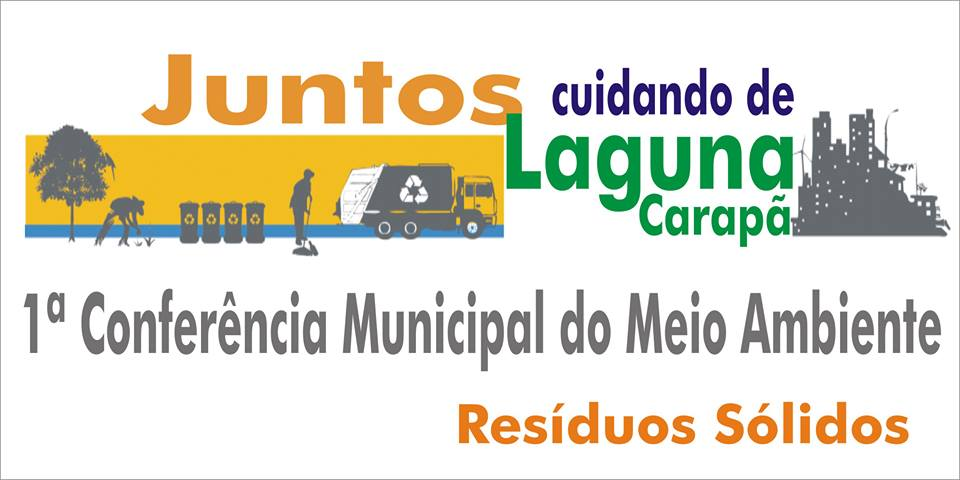 Juntos
cuidando de
Laguna
Carapã
1ª Conferência Municipal do Meio Ambiente
Resíduos Sólidos